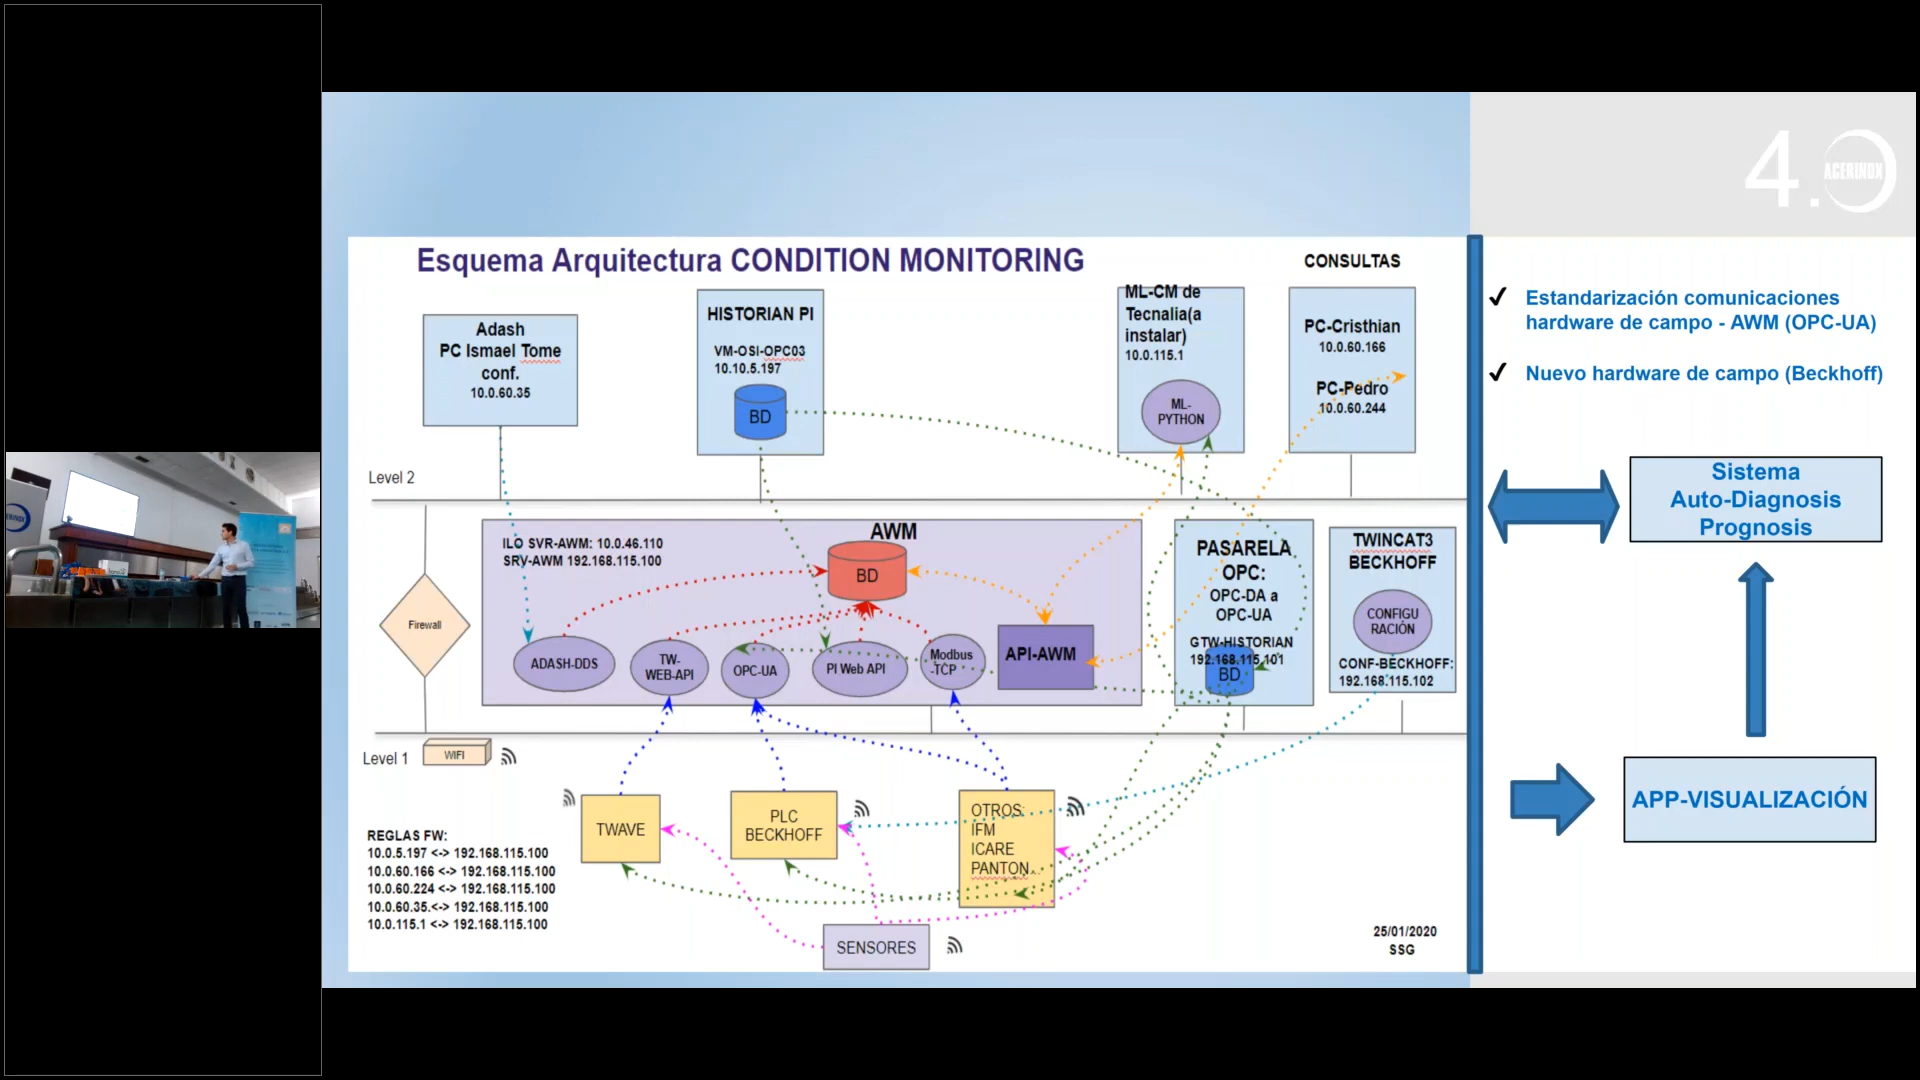 4.0
ACERINOX
Esquema Arquitectura CONDITION MONITORING
CONSULTAS
Adash
PC Ismael Tome
conf.
10.0.60.35
HISTORIAN PI
VM-OSI-OPC03
10.10.5.197
BD
ML-CM de
Tecnalia(a
instalar)
10.0.115.1
ML-
PYTHON
PC-Cristhian
10.0.60.166
PC-Pedro
10.0.60.244
Level 2
Firewall
AWM
ILO SVR-AWM: 10.0.46.110
SRV-AWM 192.168.115.100
BD
ADASH-DDS
TW-
WEB-API
OPC-UA
PI Web API
Modbus
-TCP
API-AWM
PASARELA
OPC:
OPC-DA a
OPC-UA
GTW-HISTORIAN
192.168.115.101
BD
TWINCAT3
BECKHOFF
CONFIGU
RACIÓN
CONF-BECKHOFF:
192.168.115.102
Level 1
WIFI
TWAVE
PLC
BECKHOFF
OTROS:
IFM
ICARE
PANTON..
REGLAS FW:
10.0.5.197 <-> 192.168.115.100
10.0.60.166 <-> 192.168.115.100
10.0.60.224 <-> 192.168.115.100
10.0.60.35.<-> 192.168.115.100
10.0.115.1 <-> 192.168.115.100
SENSORES
25/01/2020
SSG
✓ Estandarización comunicaciones
hardware de campo - AWM (OPC-UA)
✓ Nuevo hardware de campo (Beckhoff)
Sistema
Auto-Diagnosis
Prognosis
APP-VISUALIZACIÓN